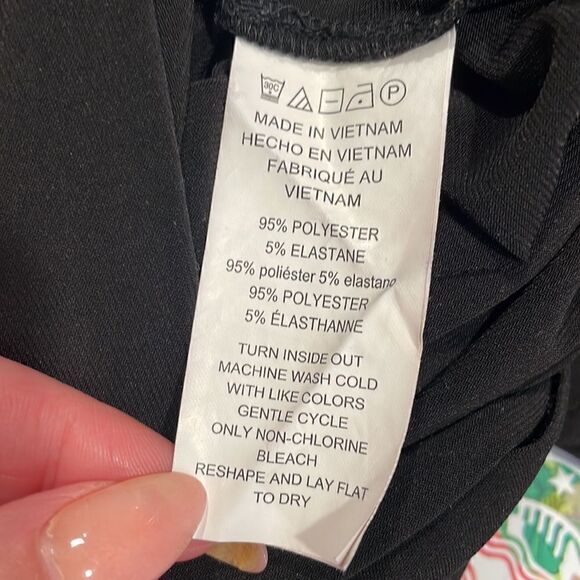 30C P
MADE IN VIETNAM
HECHO EN VIETNAM
FABRIQUÉ AU
VIETNAM
95% POLYESTER
5% ELASTANE
95% poliéster 5% elastano
95% POLYESTER
5% ÉLASTHANNE
TURN INSIDE OUT
MACHINE WASH COLD
WITH LIKE COLORS
GENTLE CYCLE
ONLY NON-CHLORINE
BLEACH
RESHAPE AND LAY FLAT
TO DRY